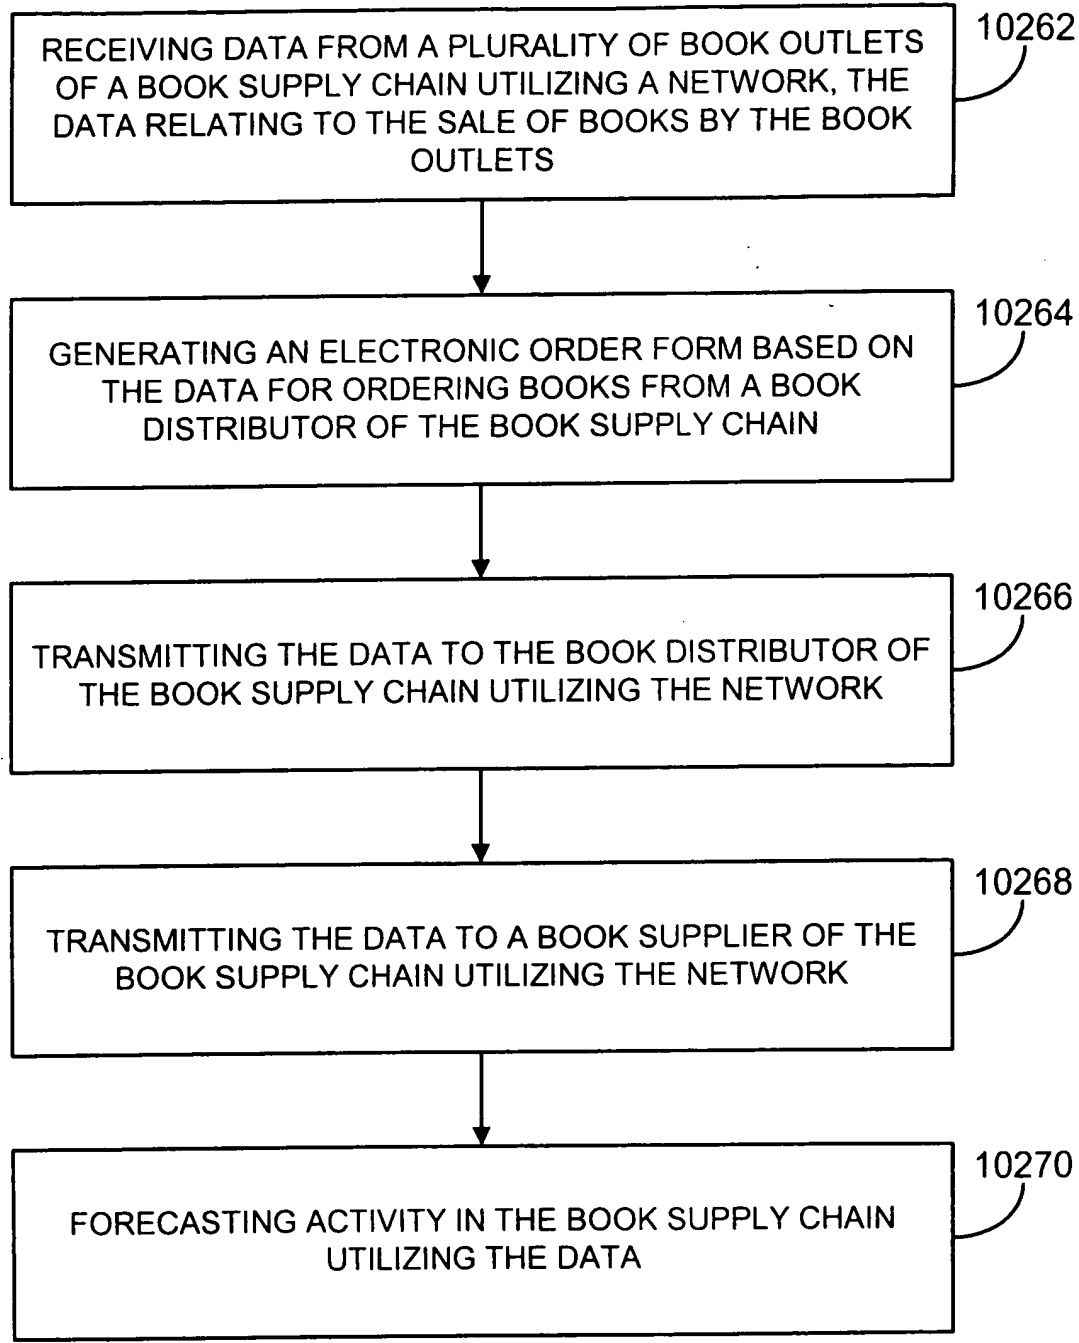 RECEIVING DATA FROM A PLURALITY OF BOOK OUTLETS
OF A BOOK SUPPLY CHAIN UTILIZING A NETWORK, THE
DATA RELATING TO THE SALE OF BOOKS BY THE BOOK
OUTLETS
10262
GENERATING AN ELECTRONIC ORDER FORM BASED ON
THE DATA FOR ORDERING BOOKS FROM A BOOK
DISTRIBUTOR OF THE BOOK SUPPLY CHAIN
10264
TRANSMITTING THE DATA TO THE BOOK DISTRIBUTOR OF
THE BOOK SUPPLY CHAIN UTILIZING THE NETWORK
10266
TRANSMITTING THE DATA TO A BOOK SUPPLIER OF THE
BOOK SUPPLY CHAIN UTILIZING THE NETWORK
10268
FORECASTING ACTIVITY IN THE BOOK SUPPLY CHAIN
UTILIZING THE DATA
10270